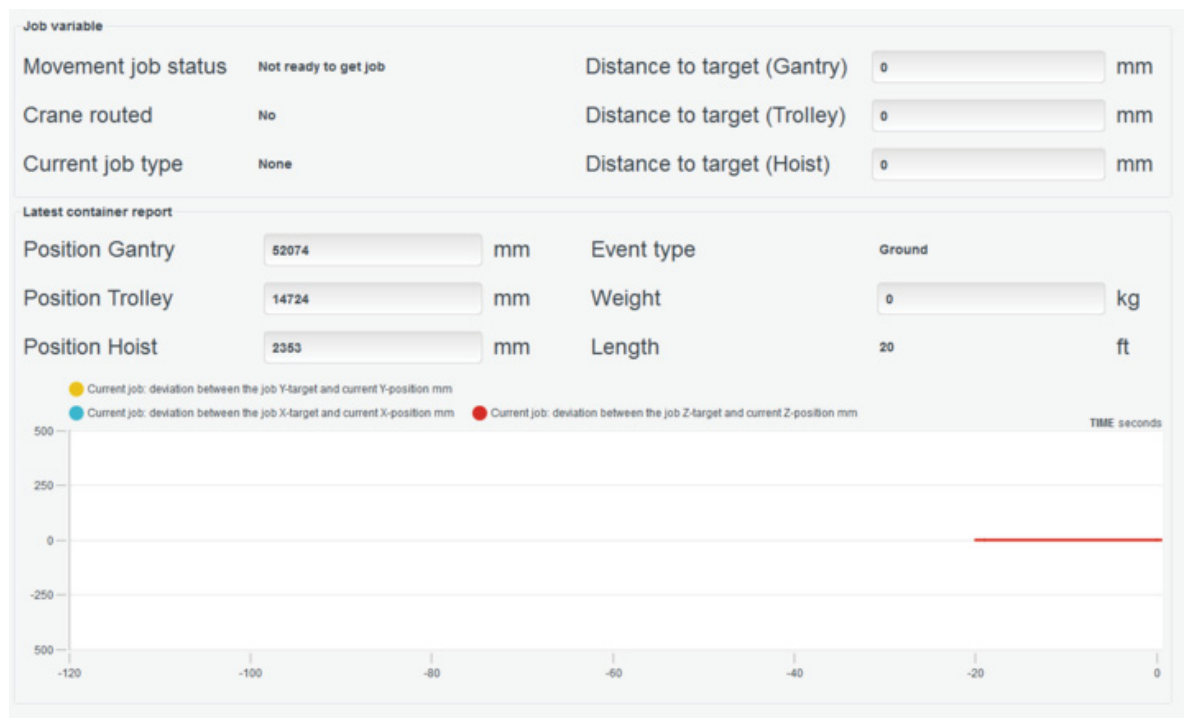 Job variable
Movement job status Not ready to get job Distance to target (Gantry) 0 mm
Crane routed No Distance to target (Trolley) 0 mm
Current job type None Distance to target (Hoist) 0 mm
Latest container report
Position Gantry 52074 mm Event type Ground
Position Trolley 14724 mm Weight 0 kg
Position Hoist 2353 mm Length 20 ft
Current job: deviation between the job Y-target and current Y-position mm
Current job: deviation between the job X-target and current X-position mm Current job: deviation between the job Z-target and current Z-position mm
TIME seconds
500
250
0
-250
500
-120 -100 -80 -60 -40 -20 0